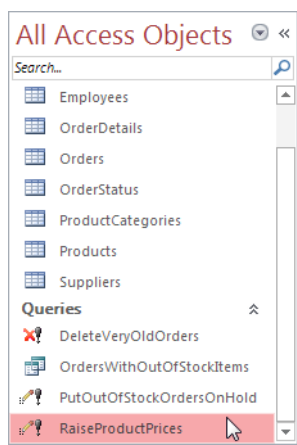 All Access Objects
Search...
Employees
OrderDetails
Orders
OrderStatus
ProductCategories
Products
Suppliers
Queries
DeleteVeryOldOrders
OrdersWithOutOfStockItems
PutOutOfStockOrdersOnHold
RaiseProductPrices